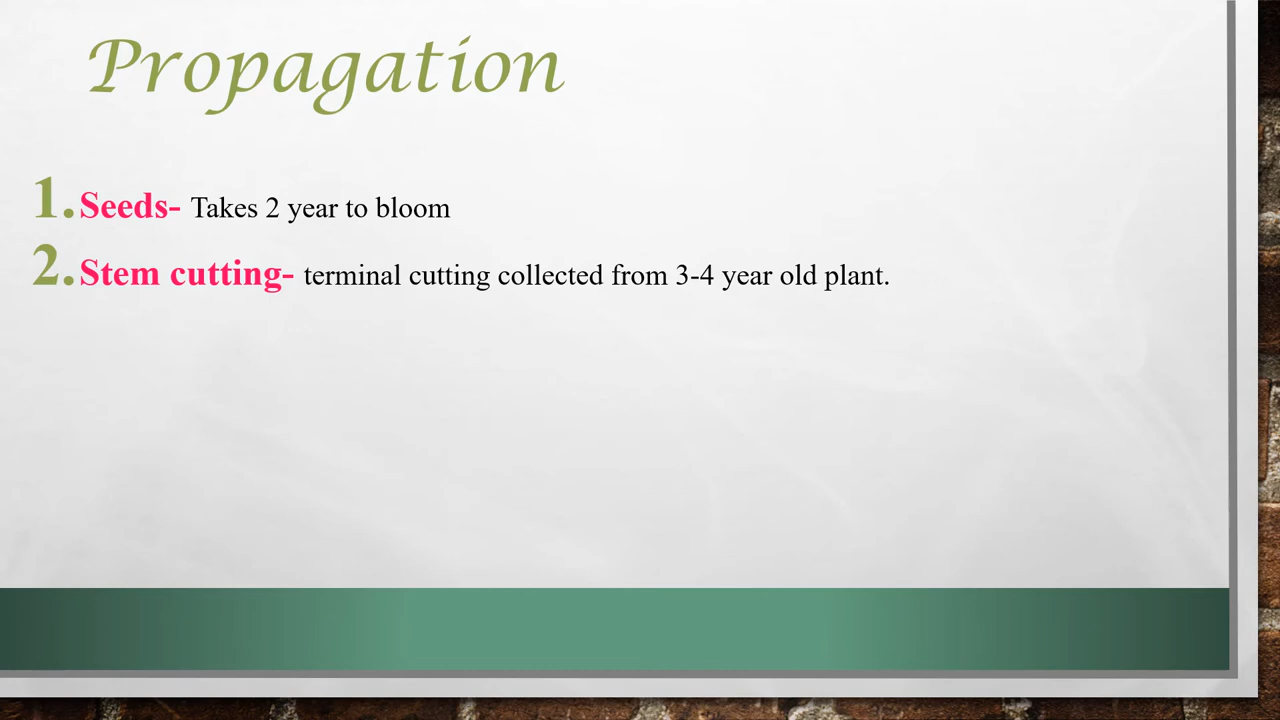 Propagation
1. Seeds- Takes 2 year to bloom
2. Stem cutting- terminal cutting collected from 3-4 year old plant.